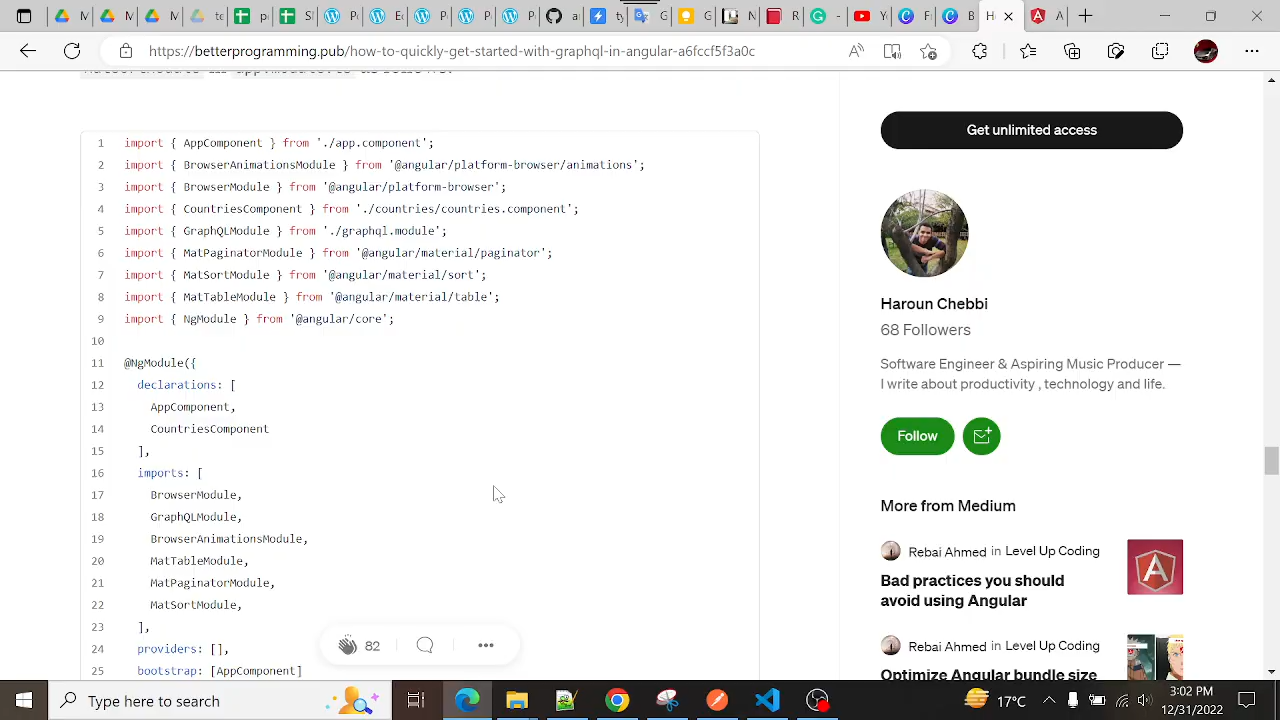 https://betterprogramming.pub/how-to-quickly-get-started-with-graphql-in-angular-a6fccf5f3a0c
1 import { AppComponent } from './app.component';
2 import { BrowserAnimationsModule } from '@angular/platform-browser/animations';
3 import { BrowserModule } from '@angular/platform-browser';
4 import { CountriesComponent } from './countries/countries.component';
5 import { GraphQLModule } from './graphql.module';
6 import { MatPaginatorModule } from '@angular/material/paginator';
7 import { MatSortModule } from '@angular/material/sort';
8 import { MatTableModule } from '@angular/material/table';
9 import { NgModule } from '@angular/core';
10
11 @NgModule({
12 declarations: [
13 AppComponent,
14 CountriesComponent
15 ],
16 imports: [
17 BrowserModule,
18 GraphQLModule,
19 BrowserAnimationsModule,
20 MatTableModule,
21 MatPaginatorModule,
22 MatSortModule,
23 ],
24 providers: [],
25 bootstrap: [AppComponent]
82
Get unlimited access
Haroun Chebbi
68 Followers
Software Engineer & Aspiring Music Producer —
I write about productivity , technology and life.
Follow
More from Medium
Rebai Ahmed in Level Up Coding
Bad practices you should
avoid using Angular
Rebai Ahmed in Level Up Coding
Optimize Angular bundle size
Type here to search
17°C
3:02 PM
12/31/2022